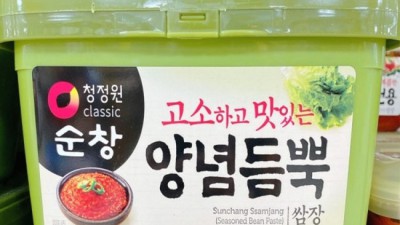 청정원
classic
순창
고소하고 맛있는
양념듬뿍
Sunchang Ssamjang
(Seasoned Bean Paste)
쌈장
용